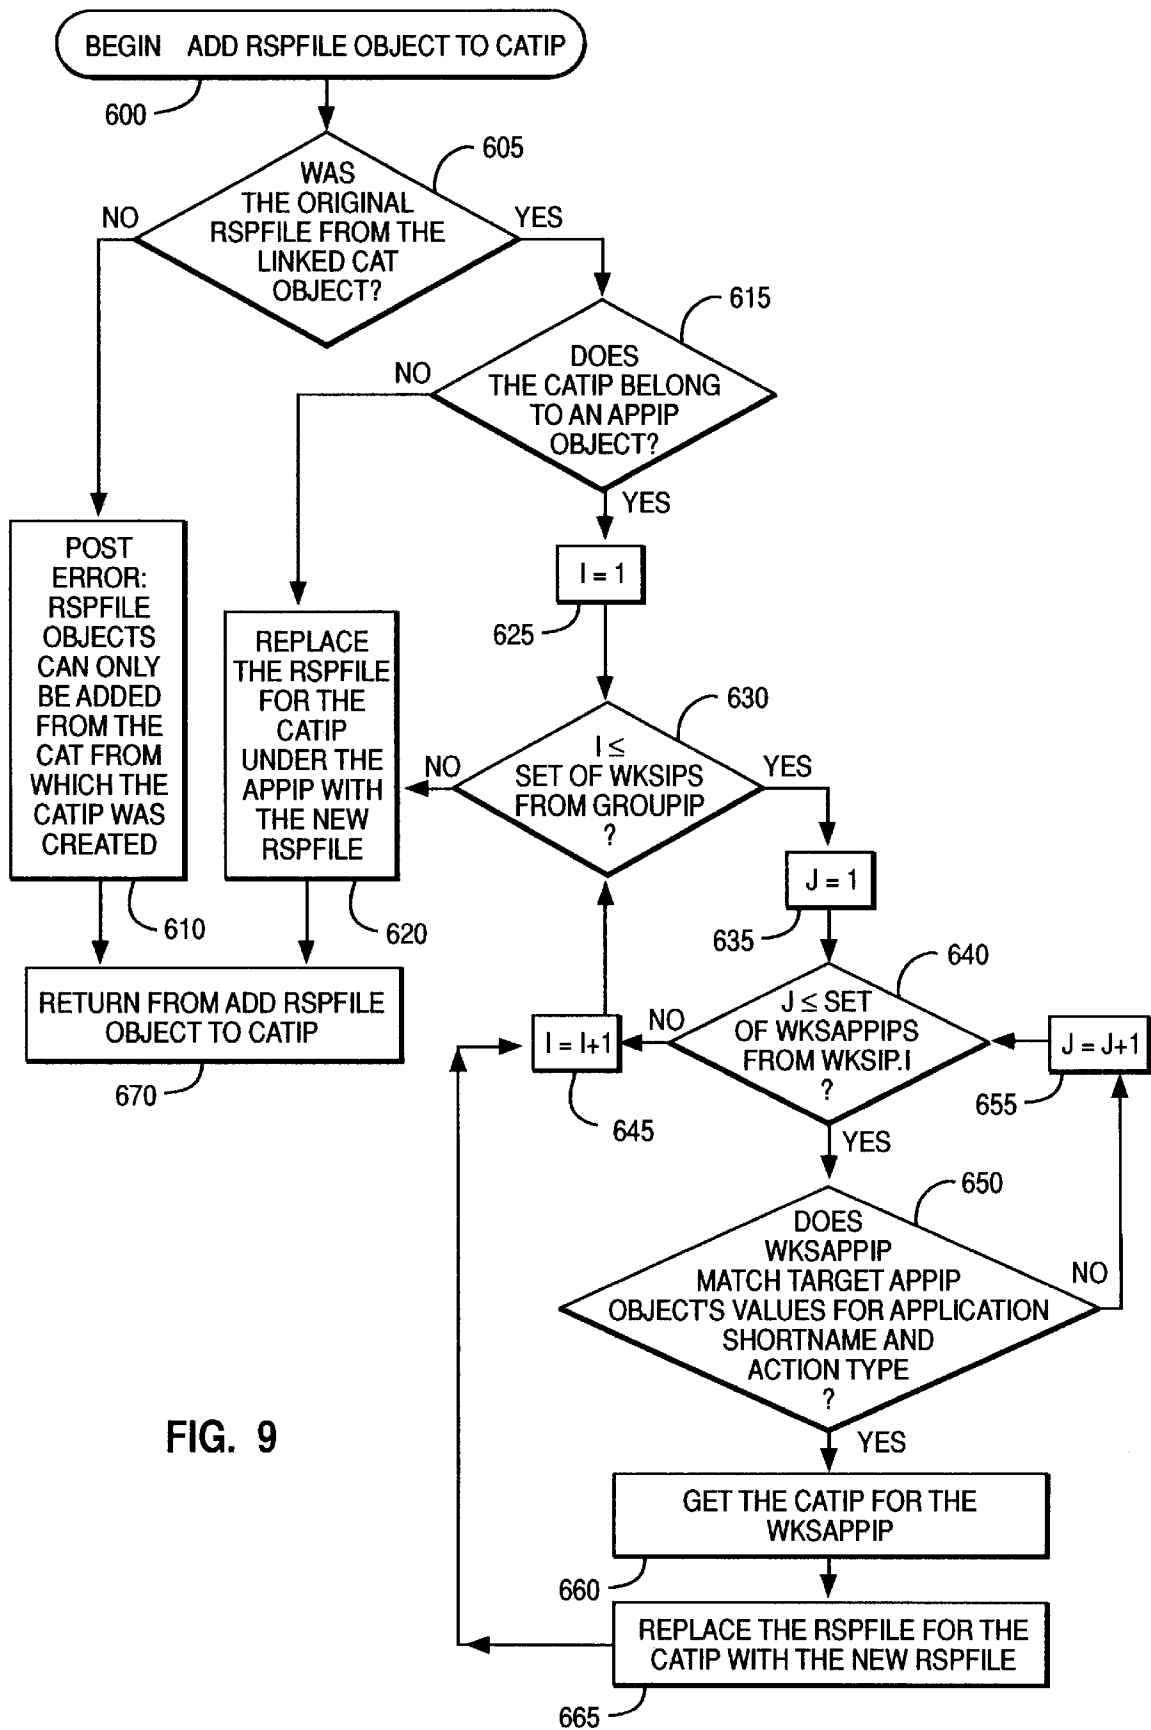 BEGIN ADD RSPFILE OBJECT TO CATIP
600
605
WAS
THE ORIGINAL
RSPFILE FROM THE
LINKED CAT
OBJECT?
NO
YES
615
DOES
THE CATIP BELONG
TO AN APPIP
OBJECT?
NO
YES
POST
ERROR:
RSPFILE
OBJECTS
CAN ONLY
BE ADDED
FROM THE
CAT FROM
WHICH THE
CATIP WAS
CREATED
610
REPLACE
THE RSPFILE
FOR THE
CATIP
UNDER THE
APPIP WITH
THE NEW
RSPFILE
620
I = 1
625
630
I ≤
SET OF WKSIPS
FROM GROUPIP
?
NO
YES
J = 1
635
RETURN FROM ADD RSPFILE
OBJECT TO CATIP
670
640
J ≤ SET
OF WKSAPPIPS
FROM WKSIP.I
?
NO
YES
I = I+1
645
J = J+1
655
650
DOES
WKSAPPIP
MATCH TARGET APPIP
OBJECT'S VALUES FOR APPLICATION
SHORTNAME AND
ACTION TYPE
?
NO
YES
FIG. 9
GET THE CATIP FOR THE
WKSAPPIP
660
REPLACE THE RSPFILE FOR THE
CATIP WITH THE NEW RSPFILE
665